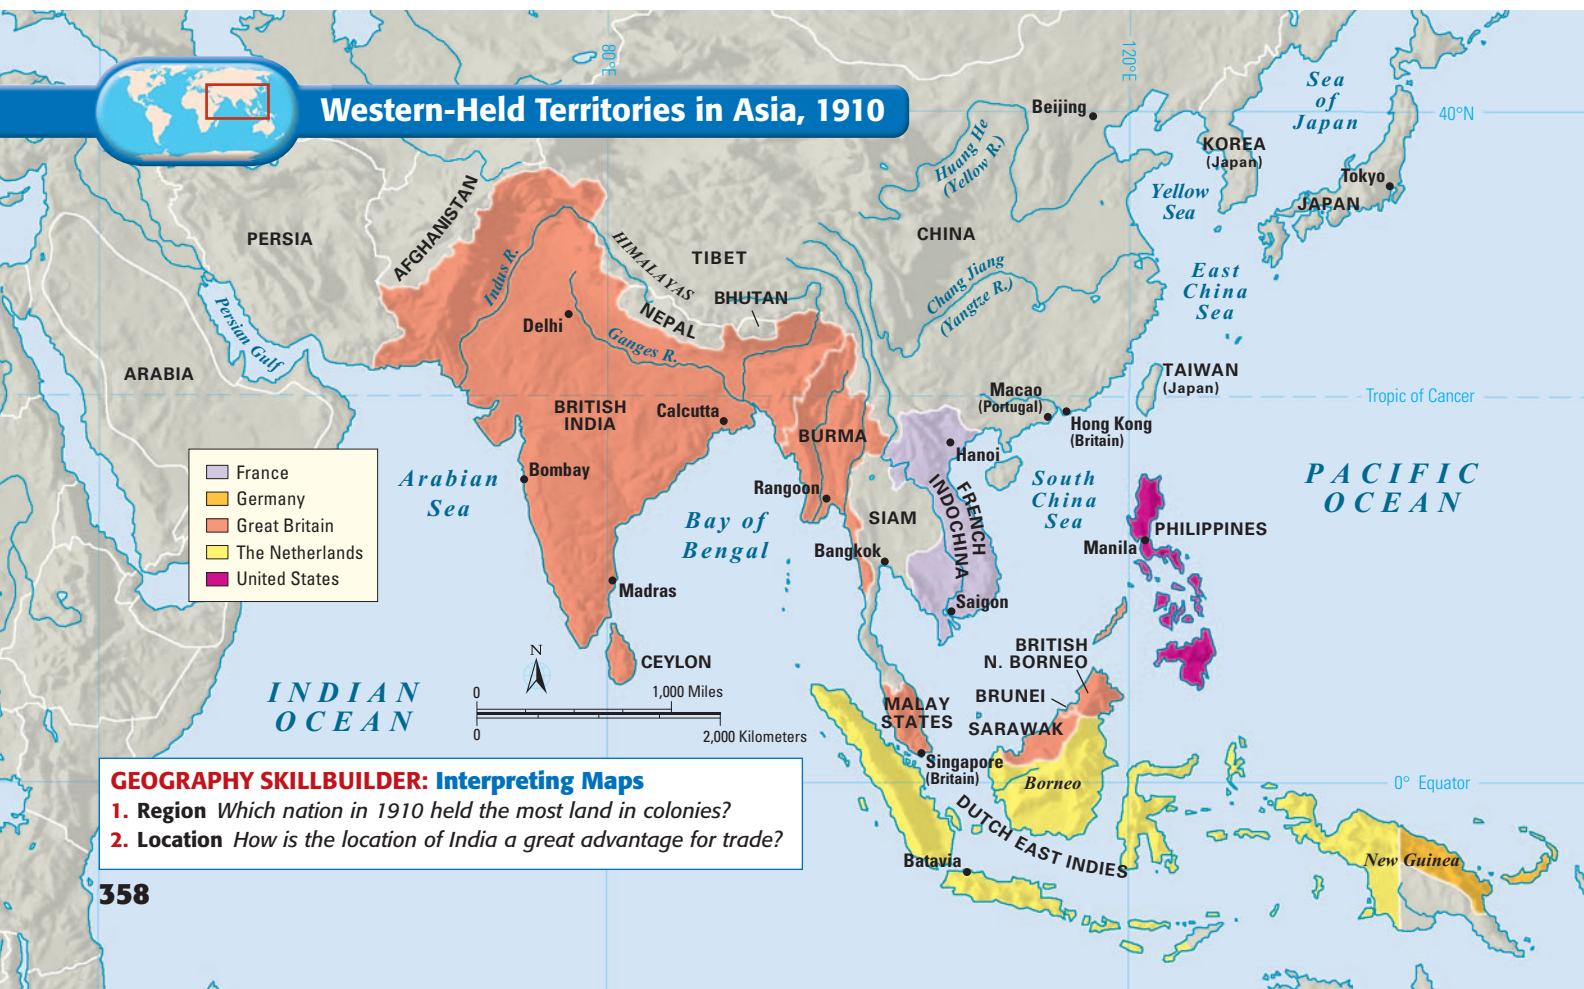 Western-Held Territories in Asia, 1910
80°E
120°E
40°N
Sea
of
Japan
Beijing
Huang He
(Yellow R.)
KOREA
(Japan)
Tokyo
JAPAN
Yellow
Sea
AFGHANISTAN
PERSIA
HIMALAYAS
TIBET
CHINA
Indus R.
East
China
Sea
Chang Jiang
(Yangtze R.)
BHUTAN
NEPAL
Persian Gulf
Delhi
Ganges R.
ARABIA
TAIWAN
(Japan)
Tropic of Cancer
Macao
(Portugal)
Hong Kong
(Britain)
BRITISH
INDIA
Calcutta
BURMA
Hanoi
France
Germany
Great Britain
The Netherlands
United States
Arabian
Sea
Bombay
Rangoon
Bay of
Bengal
SIAM
FRENCH
INDOCHINA
South
China
Sea
PACIFIC
OCEAN
PHILIPPINES
Manila
Bangkok
Madras
Saigon
N
CEYLON
BRITISH
N. BORNEO
BRUNEI
SARAWAK
INDIAN
OCEAN
0
1,000 Miles
0
2,000 Kilometers
MALAY
STATES
Singapore
(Britain)
Borneo
0° Equator
DUTCH EAST INDIES
Batavia
New Guinea
GEOGRAPHY SKILLBUILDER: Interpreting Maps
1. Region Which nation in 1910 held the most land in colonies?
2. Location How is the location of India a great advantage for trade?
358